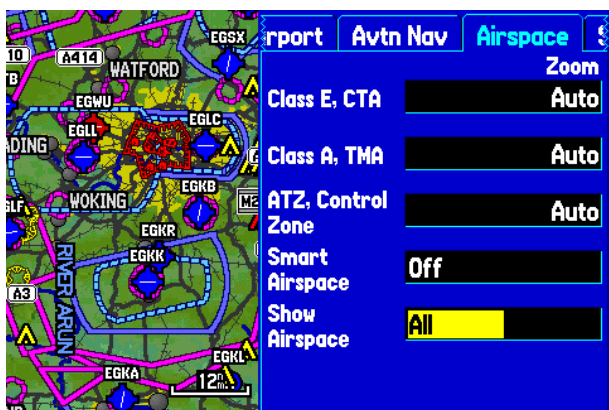 EGSX
10
A414
WATFORD
EGWU
EGLL
EGLC
ADING
EGKB
WOKING
GLF
EGKR
EGKK
A3
RIVER ARUN
EGKL
EGKA
12
rport
Avtn Nav
Airspace
Zoom
Class E, CTA
Auto
Class A, TMA
Auto
ATZ, Control
Zone
Auto
Smart
Airspace
Off
Show
Airspace
All